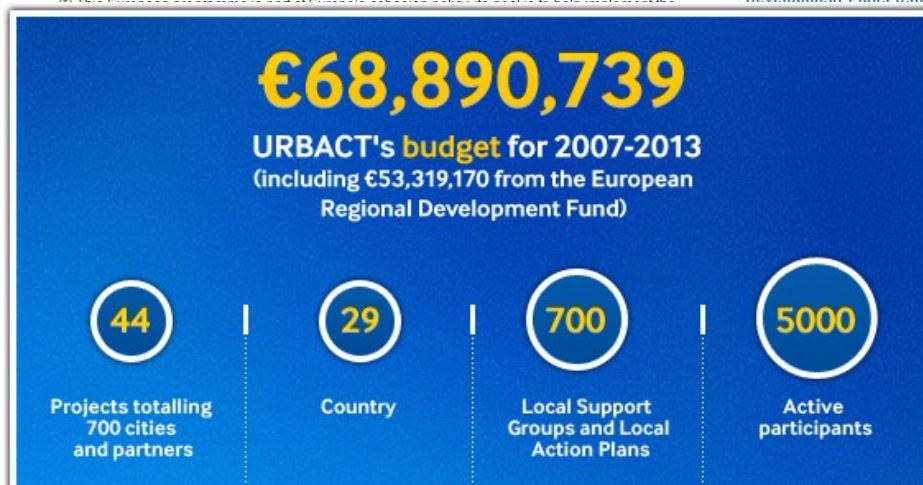 €68,890,739
URBACT's budget for 2007-2013
(including €53,319,170 from the European
Regional Development Fund)
44
29
700
5000
Projects totalling
700 cities
and partners
Country
Local Support
Groups and Local
Action Plans
Active
participants